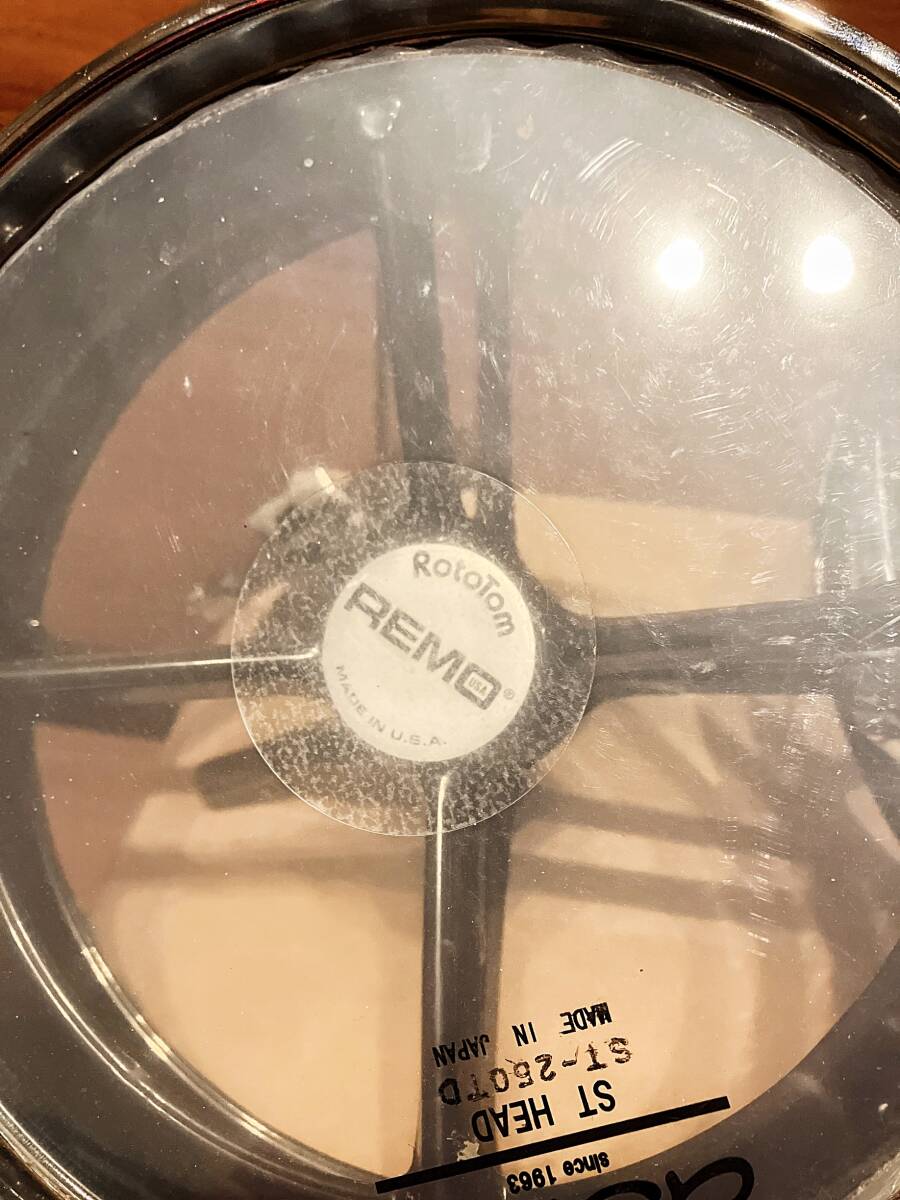 RotoTom
REMO
USA
®
MADE IN U.S.A.
since 1963
ST HEAD
ST-250TD
MADE IN JAPAN